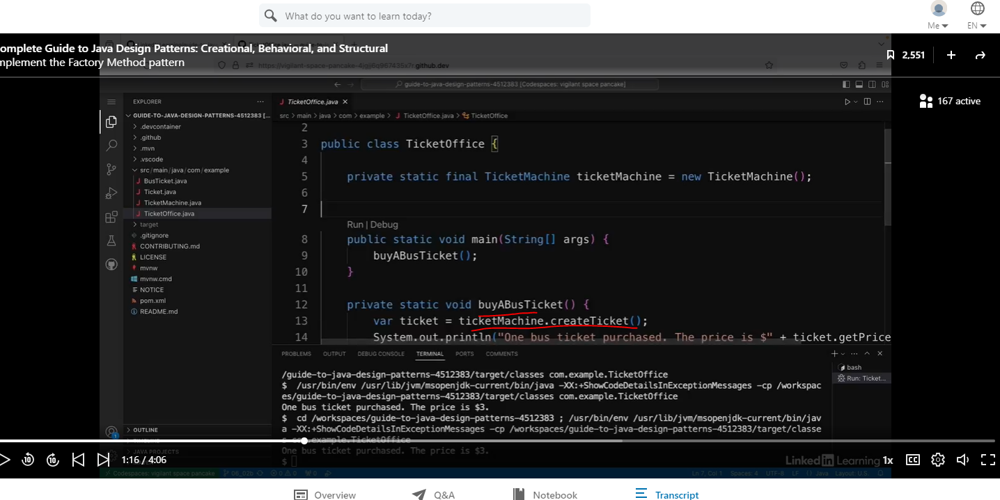 What do you want to learn today?
Me
EN
omplete Guide to Java Design Patterns: Creational, Behavioral, and Structural
mplement the Factory Method pattern
2,551
github.dev
167 active
guide-to-java-design-patterns-4512383 [Codespaces: vigilant space pancake]
EXPLORER
GUIDE-TO-JAVA-DESIGN-PATTERNS-4512383 [...
.devcontainer
.github
.mvn
.vscode
src/main/java/com/example
BusTicket.java
Ticket.java
TicketMachine.java
TicketOffice.java
target
.gitignore
CONTRIBUTING.md
LICENSE
mvnw
mvnw.cmd
NOTICE
pom.xml
README.md
OUTLINE
JAVA PROJECTS
TicketOffice.java
src > main > java > com > example > TicketOffice.java > TicketOffice
2
3 public class TicketOffice {
4
5 private static final TicketMachine ticketMachine = new TicketMachine();
6
7
Run | Debug
8 public static void main(String[] args) {
9 buyABusTicket();
10 }
11
12 private static void buyABusTicket() {
13 var ticket = ticketMachine.createTicket();
14 System.out.println("One bus ticket purchased. The price is $" + ticket.getPrice
PROBLEMS OUTPUT DEBUG CONSOLE TERMINAL PORTS COMMENTS
bash
Run: Ticket...
/guide-to-java-design-patterns-4512383/target/classes com.example.TicketOffice
$ /usr/bin/env /usr/lib/jvm/msopenjdk-current/bin/java -XX:+ShowCodeDetailsInExceptionMessages -cp /workspac
es/guide-to-java-design-patterns-4512383/target/classes com.example.TicketOffice
One bus ticket purchased. The price is $3.
$ cd /workspaces/guide-to-java-design-patterns-4512383 ; /usr/bin/env /usr/lib/jvm/msopenjdk-current/bin/jav
a -XX:+ShowCodeDetailsInExceptionMessages -cp /workspaces/guide-to-java-design-patterns-4512383/target/classe
s com.example.TicketOffice
One bus ticket purchased. The price is $3.
$
10
10
1:16 / 4:06
LinkedIn Learning
1x
CC
Codespaces: vigilant space pancake
06_02b
0 0
0
Ln 7, Col 1 Spaces: 4 UTF-8 LF {} Java Layout: U.S.
Overview
Q&A
Notebook
Transcript